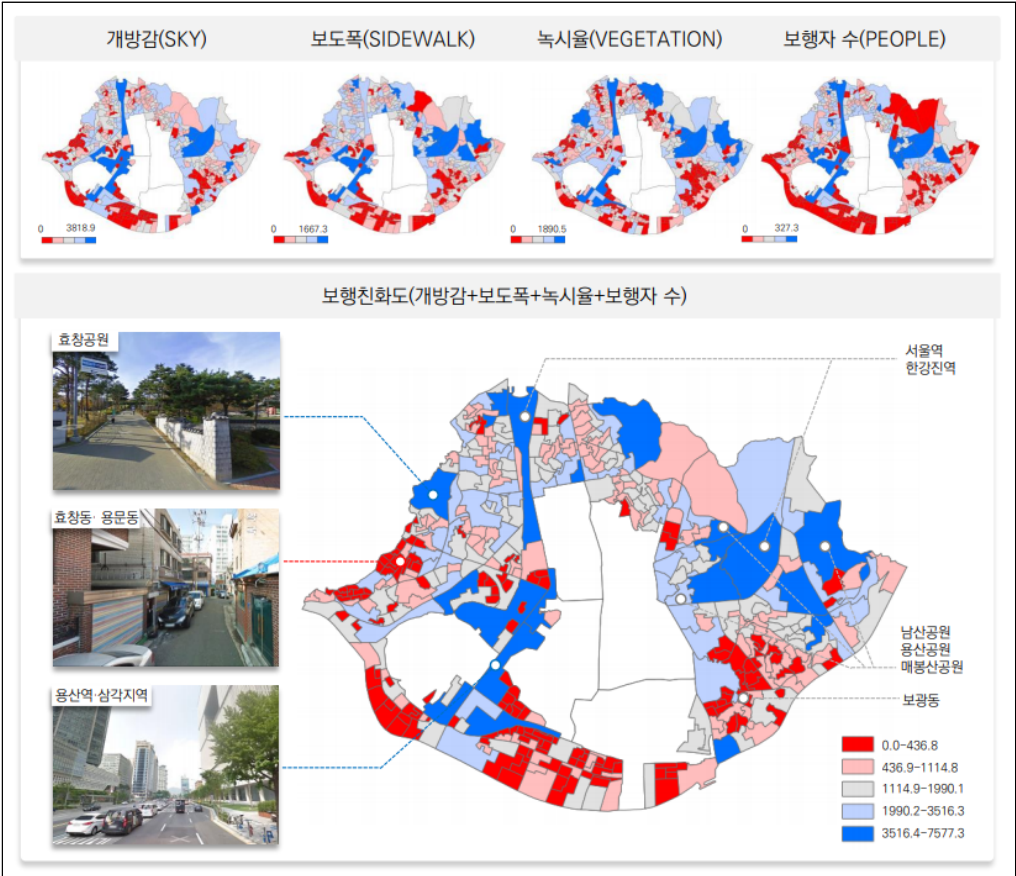 개방감(SKY)
보도폭(SIDEWALK)
녹시율(VEGETATION)
보행자 수(PEOPLE)
0 3818.9
0 1667.3
0 1890.5
0 327.3
보행친화도(개방감+보도폭+녹시율+보행자 수)
효창공원
서울역
한강진역
효창동· 용문동
용산역·삼각지역
남산공원
용산공원
매봉산공원
보광동
0.0-436.8
436.9-1114.8
1114.9-1990.1
1990.2-3516.3
3516.4-7577.3